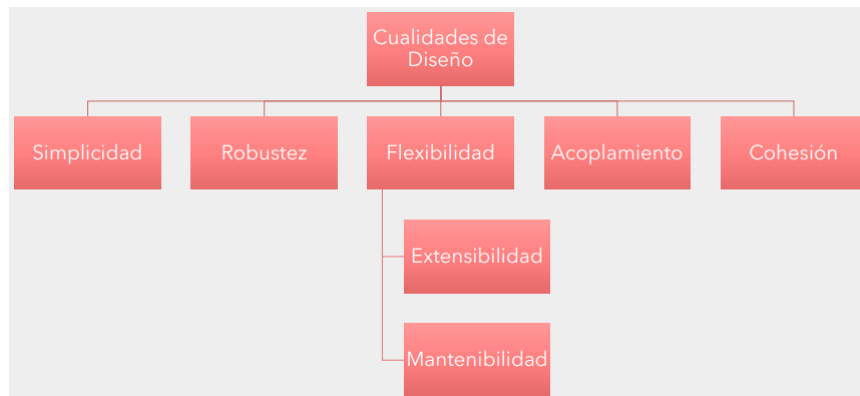 Cualidades de
Diseño
Simplicidad
Robustez
Flexibilidad
Acoplamiento
Cohesión
Extensibilidad
Mantenibilidad